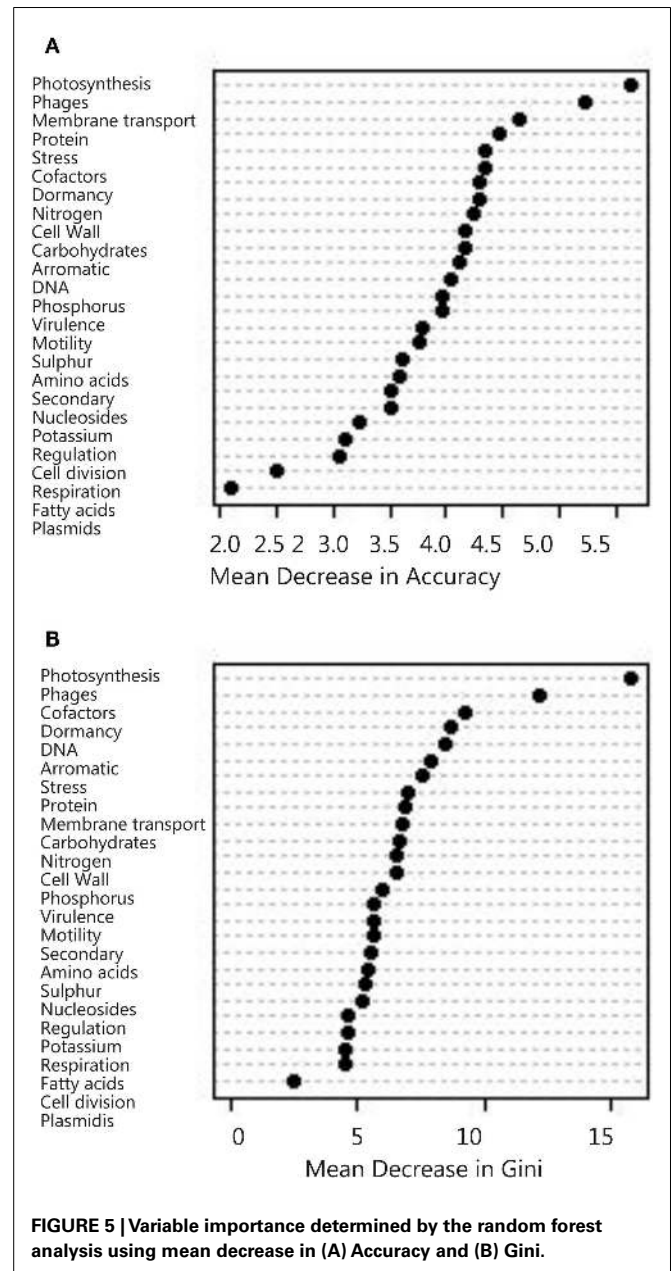 A
Photosynthesis
Phages
Membrane transport
Protein
Stress
Cofactors
Dormancy
Nitrogen
Cell Wall
Carbohydrates
Arromatic
DNA
Phosphorus
Virulence
Motility
Sulphur
Amino acids
Secondary
Nucleosides
Potassium
Regulation
Cell division
Respiration
Fatty acids
Plasmids
2.0 2.5 2 3.0 3.5 4.0 4.5 5.0 5.5
Mean Decrease in Accuracy
B
Photosynthesis
Phages
Cofactors
Dormancy
DNA
Arromatic
Stress
Protein
Membrane transport
Carbohydrates
Nitrogen
Cell Wall
Phosphorus
Virulence
Motility
Secondary
Amino acids
Sulphur
Nucleosides
Regulation
Potassium
Respiration
Fatty acids
Cell division
Plasmidis
0 5 10 15
Mean Decrease in Gini
FIGURE 5 | Variable importance determined by the random forest
analysis using mean decrease in (A) Accuracy and (B) Gini.